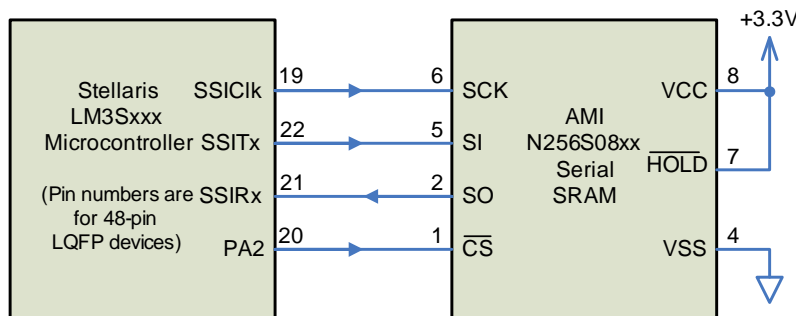 +3.3V
Stellaris
LM3Sxxx
Microcontroller
(Pin numbers are
for 48-pin
LQFP devices)
SSIClk
19
6
SCK
SSITx
22
5
SI
SSIRx
21
2
SO
PA2
20
1
CS
AMI
N256S08xx
Serial
SRAM
VCC
8
HOLD
7
VSS
4